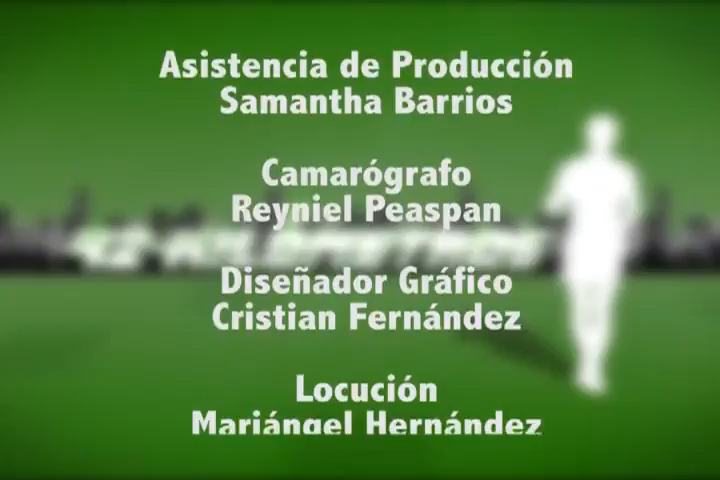 Asistencia de Producción
Samantha Barrios
Camarógrafo
Reyniel Peaspan
Diseñador Gráfico
Cristian Fernández
Locución
Mariángel Hernández